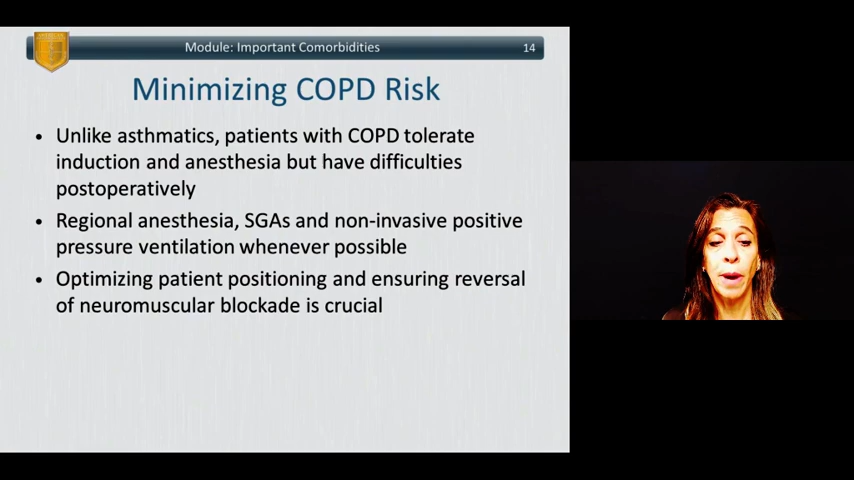 Module: Important Comorbidities
14
Minimizing COPD Risk
• Unlike asthmatics, patients with COPD tolerate
induction and anesthesia but have difficulties
postoperatively
• Regional anesthesia, SGAs and non-invasive positive
pressure ventilation whenever possible
• Optimizing patient positioning and ensuring reversal
of neuromuscular blockade is crucial